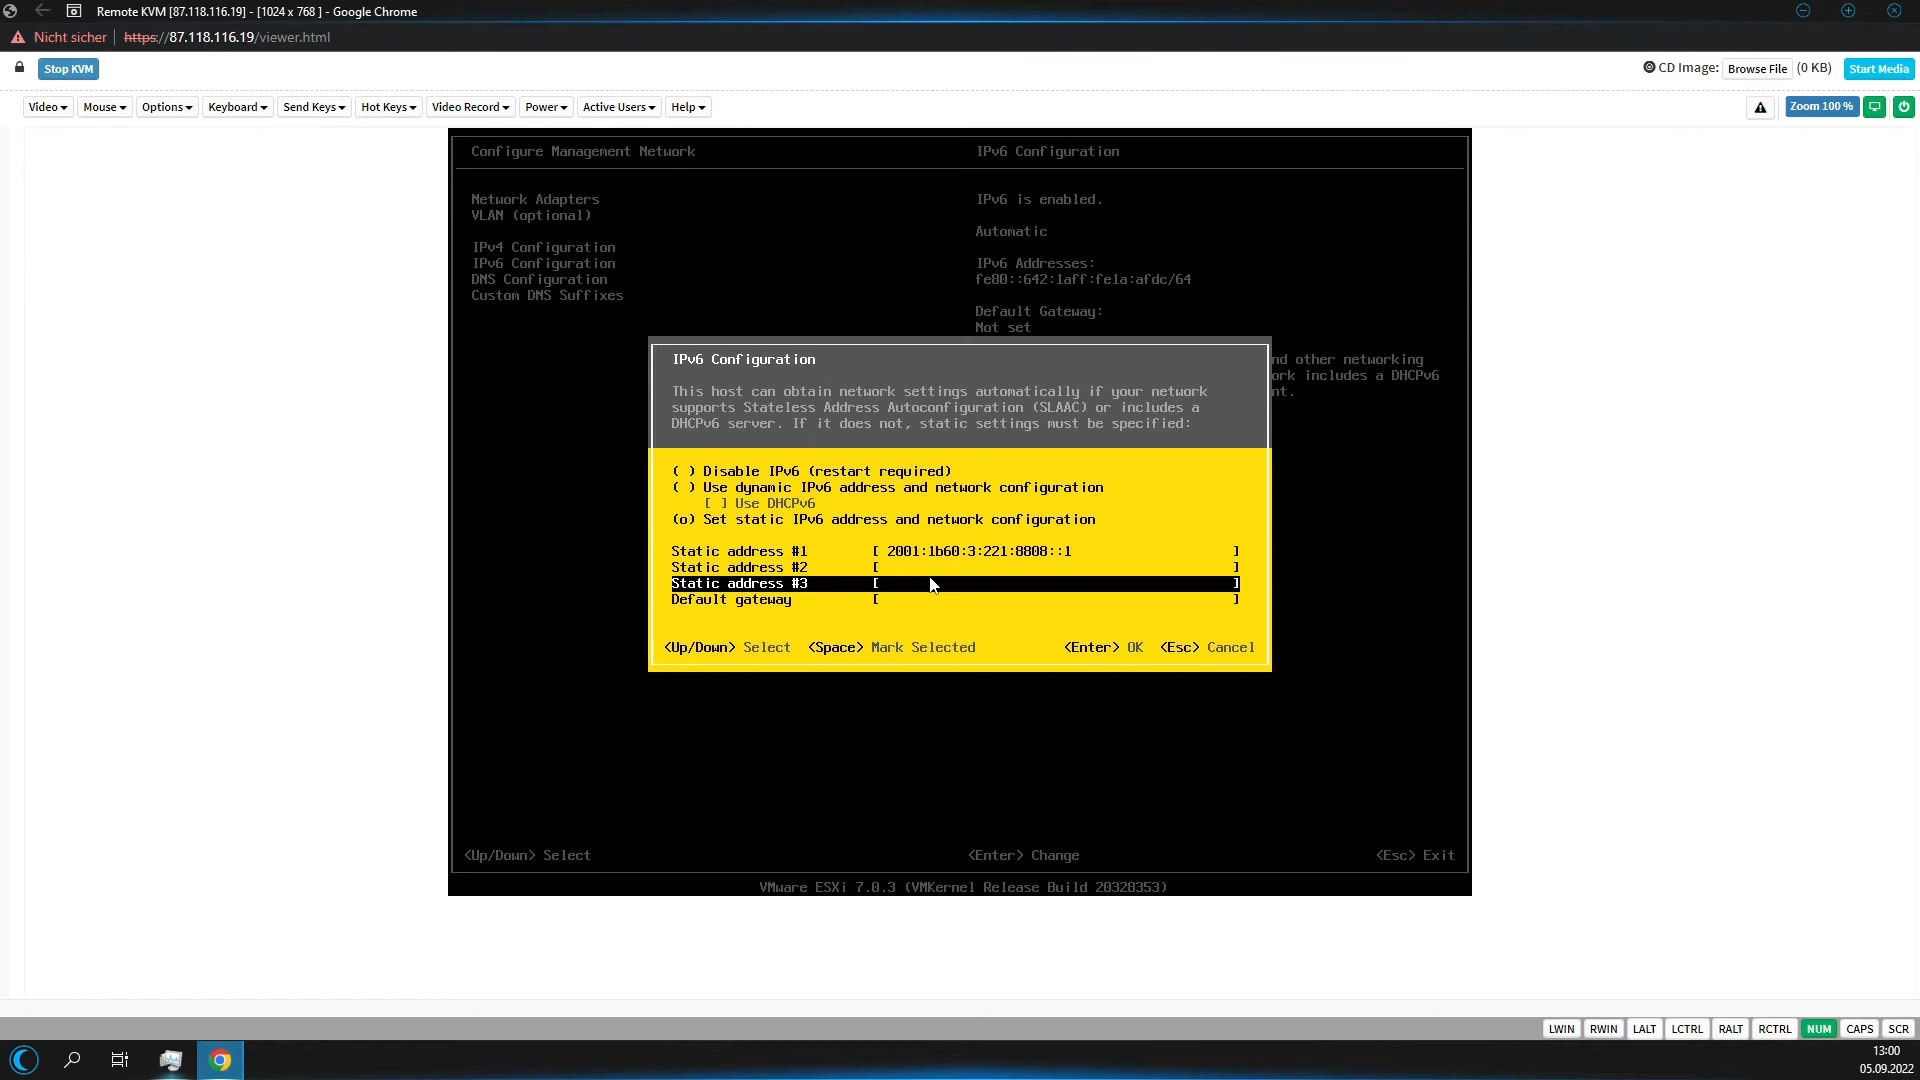 Remote KVM [87.118.116.19] - [1024 x 768 ] - Google Chrome
Nicht sicher | https://87.118.116.19/viewer.html
Stop KVM
CD Image: Browse File (0 KB) Start Media
Video Mouse Options Keyboard Send Keys Hot Keys Video Record Power Active Users Help
Zoom 100 %
Configure Management Network
IPv6 Configuration
Network Adapters
VLAN (optional)
IPv4 Configuration
IPv6 Configuration
DNS Configuration
Custom DNS Suffixes
IPv6 is enabled.
Automatic
IPv6 Addresses:
fe80::642:1aff:fe1a:afdc/64
Default Gateway:
Not set
nd other networking
ork includes a DHCPv6
nt.
IPv6 Configuration
This host can obtain network settings automatically if your network
supports Stateless Address Autoconfiguration (SLAAC) or includes a
DHCPv6 server. If it does not, static settings must be specified:
( ) Disable IPv6 (restart required)
( ) Use dynamic IPv6 address and network configuration
[ ] Use DHCPv6
(o) Set static IPv6 address and network configuration
Static address #1 [ 2001:1b60:3:221:8808::1 ]
Static address #2 [ ]
Static address #3 [ ]
Default gateway [ ]
<Up/Down> Select <Space> Mark Selected <Enter> OK <Esc> Cancel
<Up/Down> Select <Enter> Change <Esc> Exit
VMware ESXi 7.0.3 (VMKernel Release Build 20328353)
LWIN RWIN LALT LCTRL RALT RCTRL NUM CAPS SCR
13:00
05.09.2022